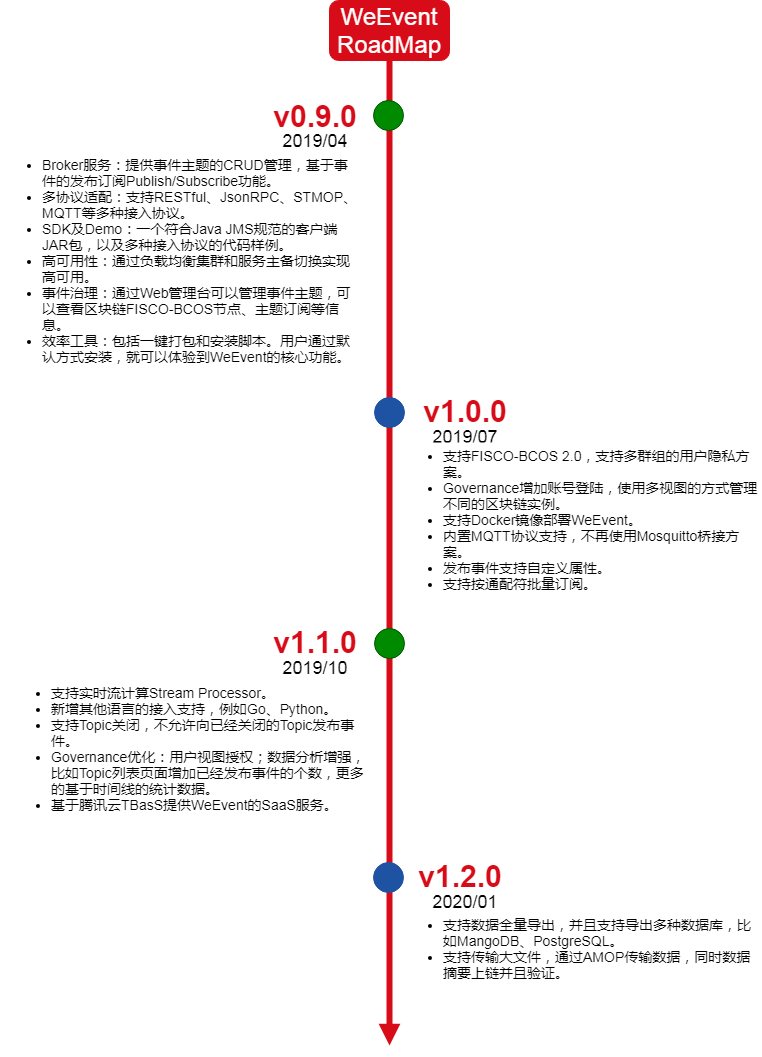 WeEvent
RoadMap
v0.9.0
2019/04
• Broker服务：提供事件主题的CRUD管理，基于事
件的发布订阅Publish/Subscribe功能。
• 多协议适配：支持RESTful、JsonRPC、STMOP、
MQTT等多种接入协议。
• SDK及Demo：一个符合Java JMS规范的客户端
JAR包，以及多种接入协议的代码样例。
• 高可用性：通过负载均衡集群和服务主备切换实现
高可用。
• 事件治理：通过Web管理台可以管理事件主题，可
以查看区块链FISCO-BCOS节点、主题订阅等信
息。
• 效率工具：包括一键打包和安装脚本。用户通过默
认方式安装，就可以体验到WeEvent的核心功能。
v1.0.0
2019/07
• 支持FISCO-BCOS 2.0，支持多群组的用户隐私方
案。
• Governance增加账号登陆，使用多视图的方式管理
不同的区块链实例。
• 支持Docker镜像部署WeEvent。
• 内置MQTT协议支持，不再使用Mosquitto桥接方
案。
• 发布事件支持自定义属性。
• 支持按通配符批量订阅。
v1.1.0
2019/10
• 支持实时流计算Stream Processor。
• 新增其他语言的接入支持，例如Go、Python。
• 支持Topic关闭，不允许向已经关闭的Topic发布事
件。
• Governance优化：用户视图授权；数据分析增强，
比如Topic列表页面增加已经发布事件的个数，更多
的基于时间线的统计数据。
• 基于腾讯云TBasS提供WeEvent的SaaS服务。
v1.2.0
2020/01
• 支持数据全量导出，并且支持导出多种数据库，比
如MangoDB、PostgreSQL。
• 支持传输大文件，通过AMOP传输数据，同时数据
摘要上链并且验证。